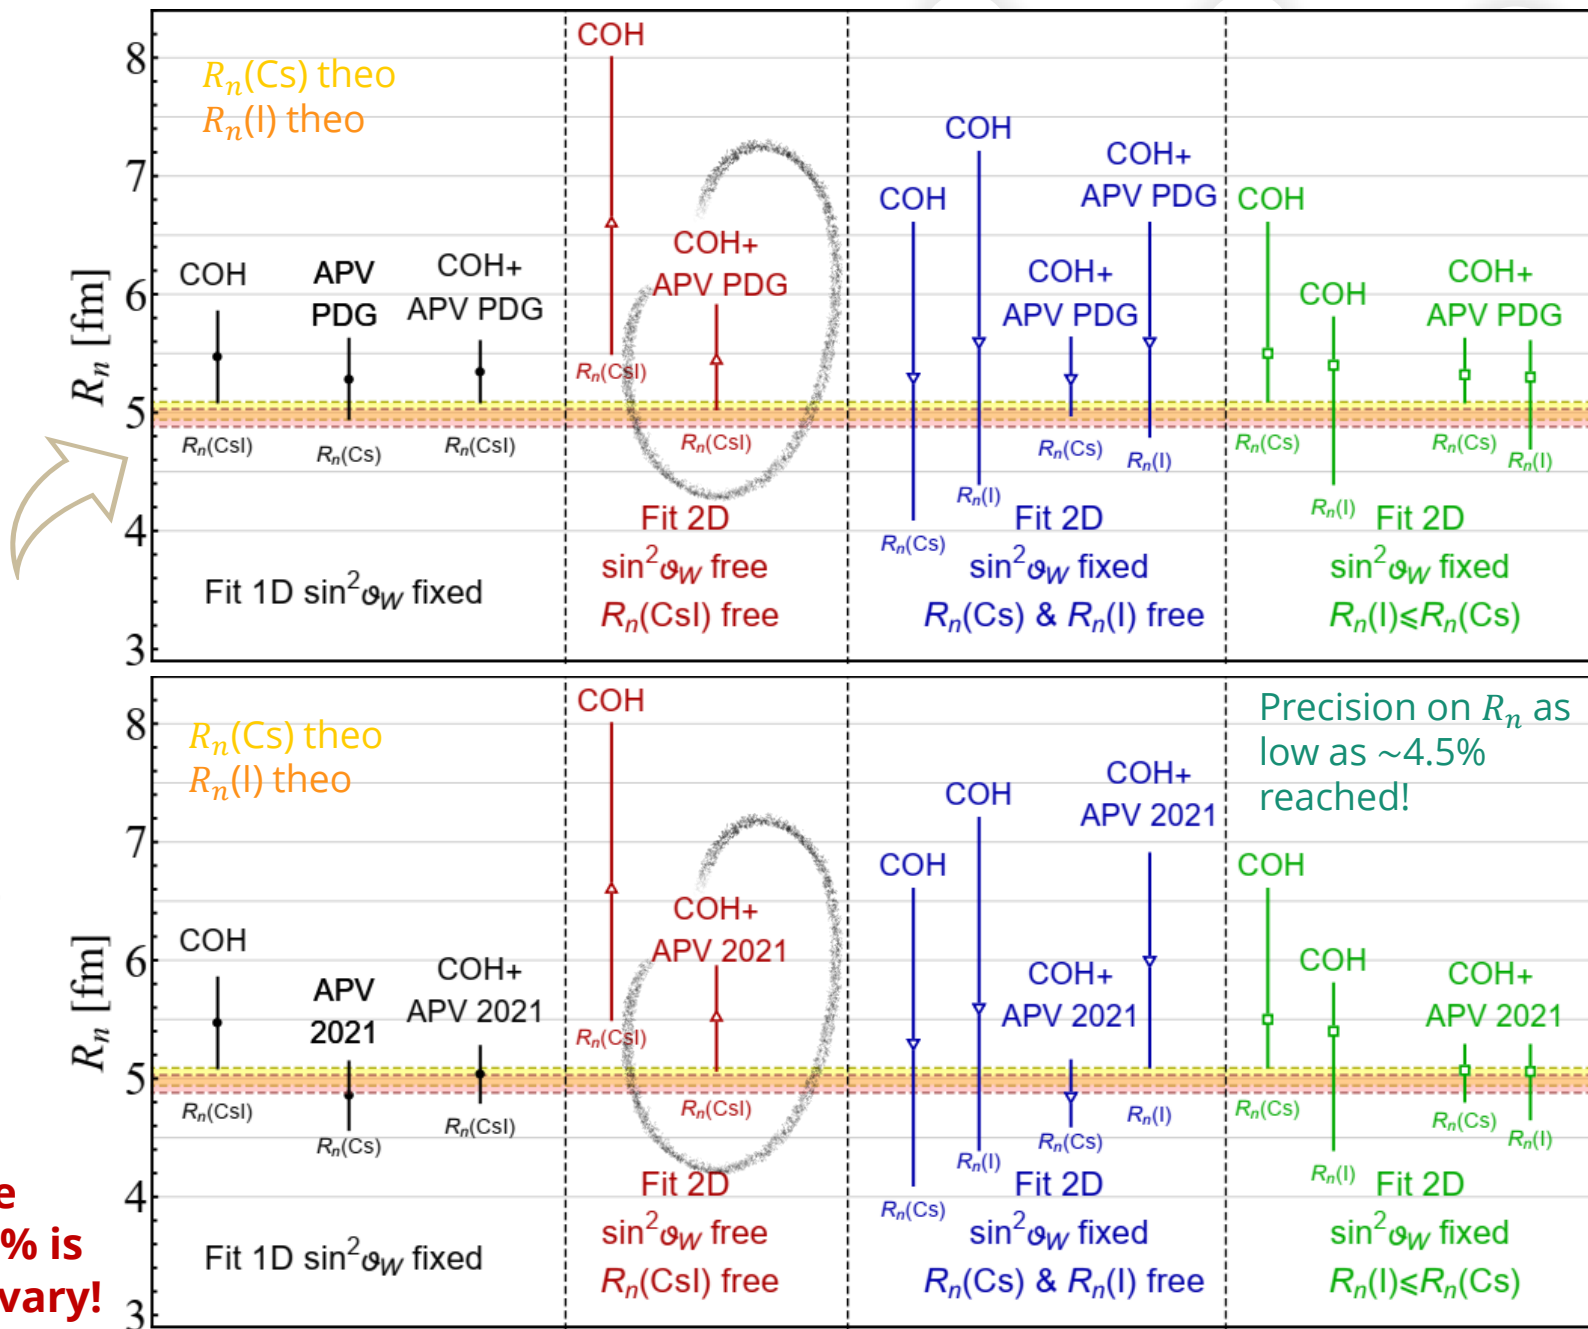 COH
8
R_n(Cs) theo
R_n(I) theo
COH
7
COH+
APV PDG
COH
COH
COH+
APV PDG
COH
APV
PDG
COH+
APV PDG
6
COH+
APV PDG
COH
COH+
APV PDG
R_n [fm]
R_n(CsI)
5
R_n(CsI)
R_n(Cs)
R_n(CsI)
R_n(CsI)
R_n(Cs)
R_n(I)
R_n(Cs)
R_n(Cs)
R_n(I)
R_n(I)
R_n(I)
R_n(Cs)
4
Fit 1D sin²ϑ_W fixed
Fit 2D
sin²ϑ_W free
R_n(CsI) free
Fit 2D
sin²ϑ_W fixed
R_n(Cs) & R_n(I) free
Fit 2D
sin²ϑ_W fixed
R_n(I)⩽R_n(Cs)
3
COH
8
R_n(Cs) theo
R_n(I) theo
Precision on R_n as
low as ~4.5%
reached!
COH
7
COH+
APV 2021
COH
COH
COH+
APV 2021
COH
APV
2021
COH+
APV 2021
6
COH+
APV 2021
COH
COH+
APV 2021
R_n [fm]
R_n(CsI)
5
R_n(CsI)
R_n(Cs)
R_n(CsI)
R_n(CsI)
R_n(Cs)
R_n(I)
R_n(Cs)
R_n(Cs)
R_n(I)
R_n(I)
R_n(I)
R_n(Cs)
4
Fit 1D sin²ϑ_W fixed
Fit 2D
sin²ϑ_W free
R_n(CsI) free
Fit 2D
sin²ϑ_W fixed
R_n(Cs) & R_n(I) free
Fit 2D
sin²ϑ_W fixed
R_n(I)⩽R_n(Cs)
3
% is
vary!